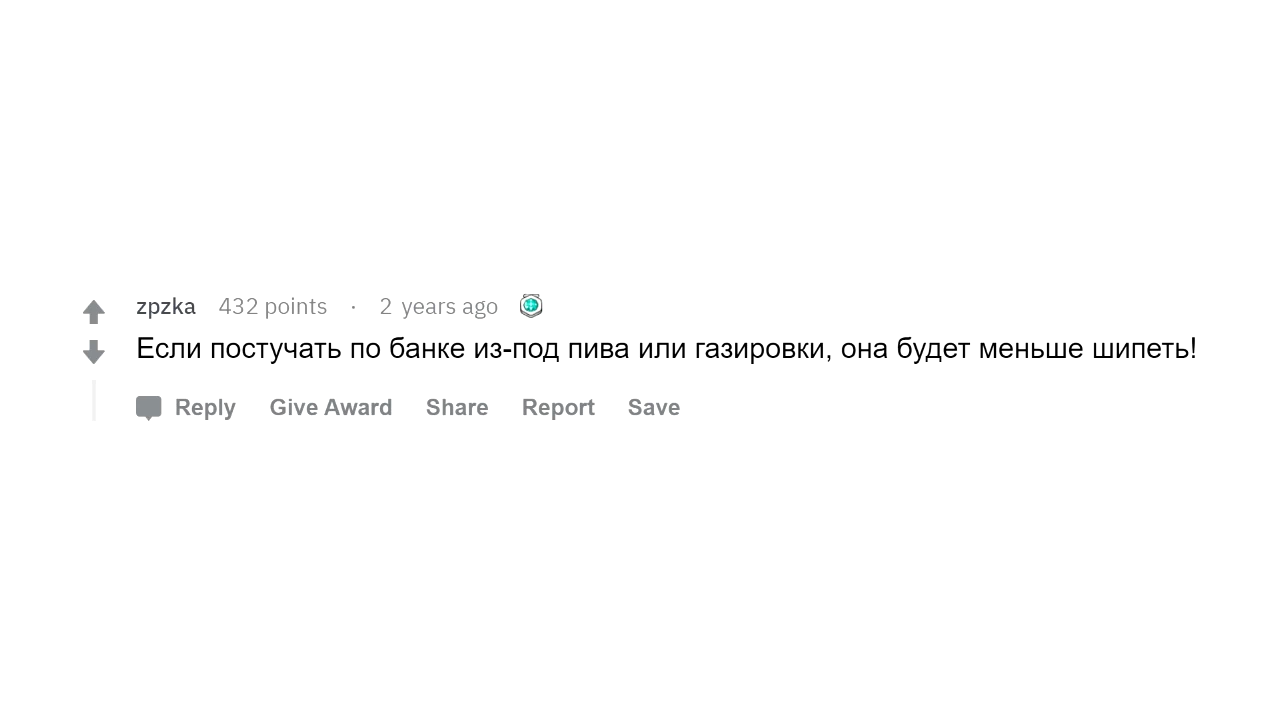 zpzka 432 points · 2 years ago
Если постучать по банке из-под пива или газировки, она будет меньше шипеть!
Reply Give Award Share Report Save